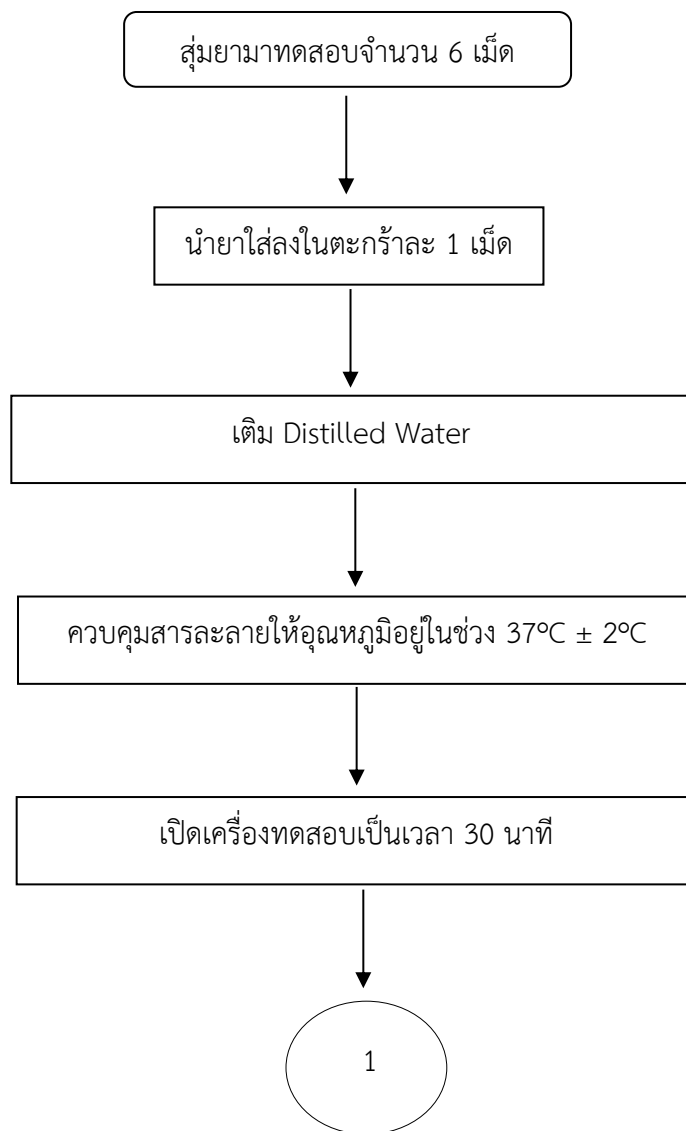 สุ่มยามาทดสอบจำนวน 6 เม็ด
นำยาใส่ลงในตะกร้าละ 1 เม็ด
เติม Distilled Water
ควบคุมสารละลายให้อุณหภูมิอยู่ในช่วง 37ºC ± 2ºC
เปิดเครื่องทดสอบเป็นเวลา 30 นาที
1